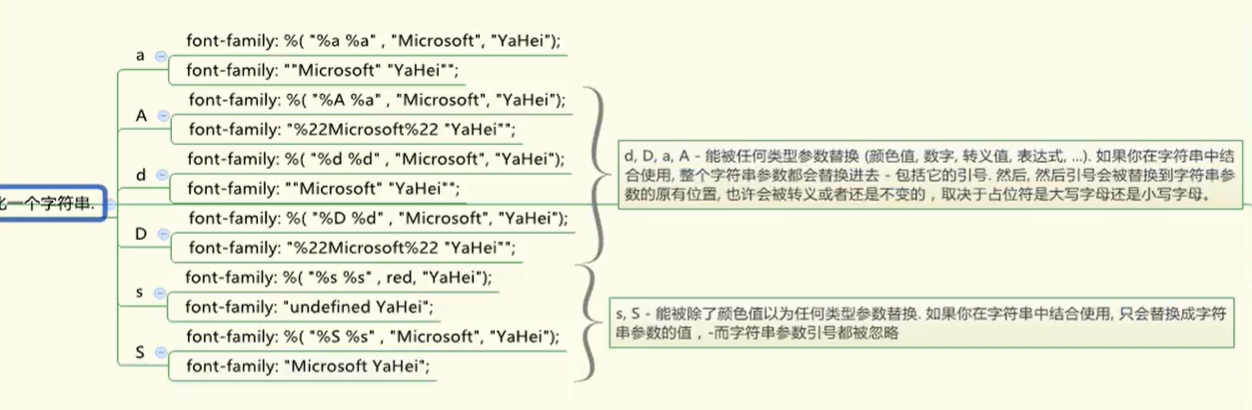 化一个字符串.
a
font-family: %( "%a %a" , "Microsoft", "YaHei");
font-family: ""Microsoft" "YaHei"";
A
font-family: %( "%A %a" , "Microsoft", "YaHei");
font-family: "%22Microsoft%22 "YaHei"";
d
font-family: %( "%d %d" , "Microsoft", "YaHei");
font-family: ""Microsoft" "YaHei"";
D
font-family: %( "%D %d" , "Microsoft", "YaHei");
font-family: "%22Microsoft%22 "YaHei"";
s
font-family: %( "%s %s" , red, "YaHei");
font-family: "undefined YaHei";
S
font-family: %( "%S %s" , "Microsoft", "YaHei");
font-family: "Microsoft YaHei";
d, D, a, A - 能被任何类型参数替换 (颜色值, 数字, 转义值, 表达式, ...). 如果你在字符串中结
合使用, 整个字符串参数都会替换进去 - 包括它的引号. 然后, 然后引号会被替换到字符串参
数的原有位置, 也许会被转义或者还是不变的，取决于占位符是大写字母还是小写字母。
s, S - 能被除了颜色值以为任何类型参数替换. 如果你在字符串中结合使用, 只会替换成字符
串参数的值，-而字符串参数引号都被忽略